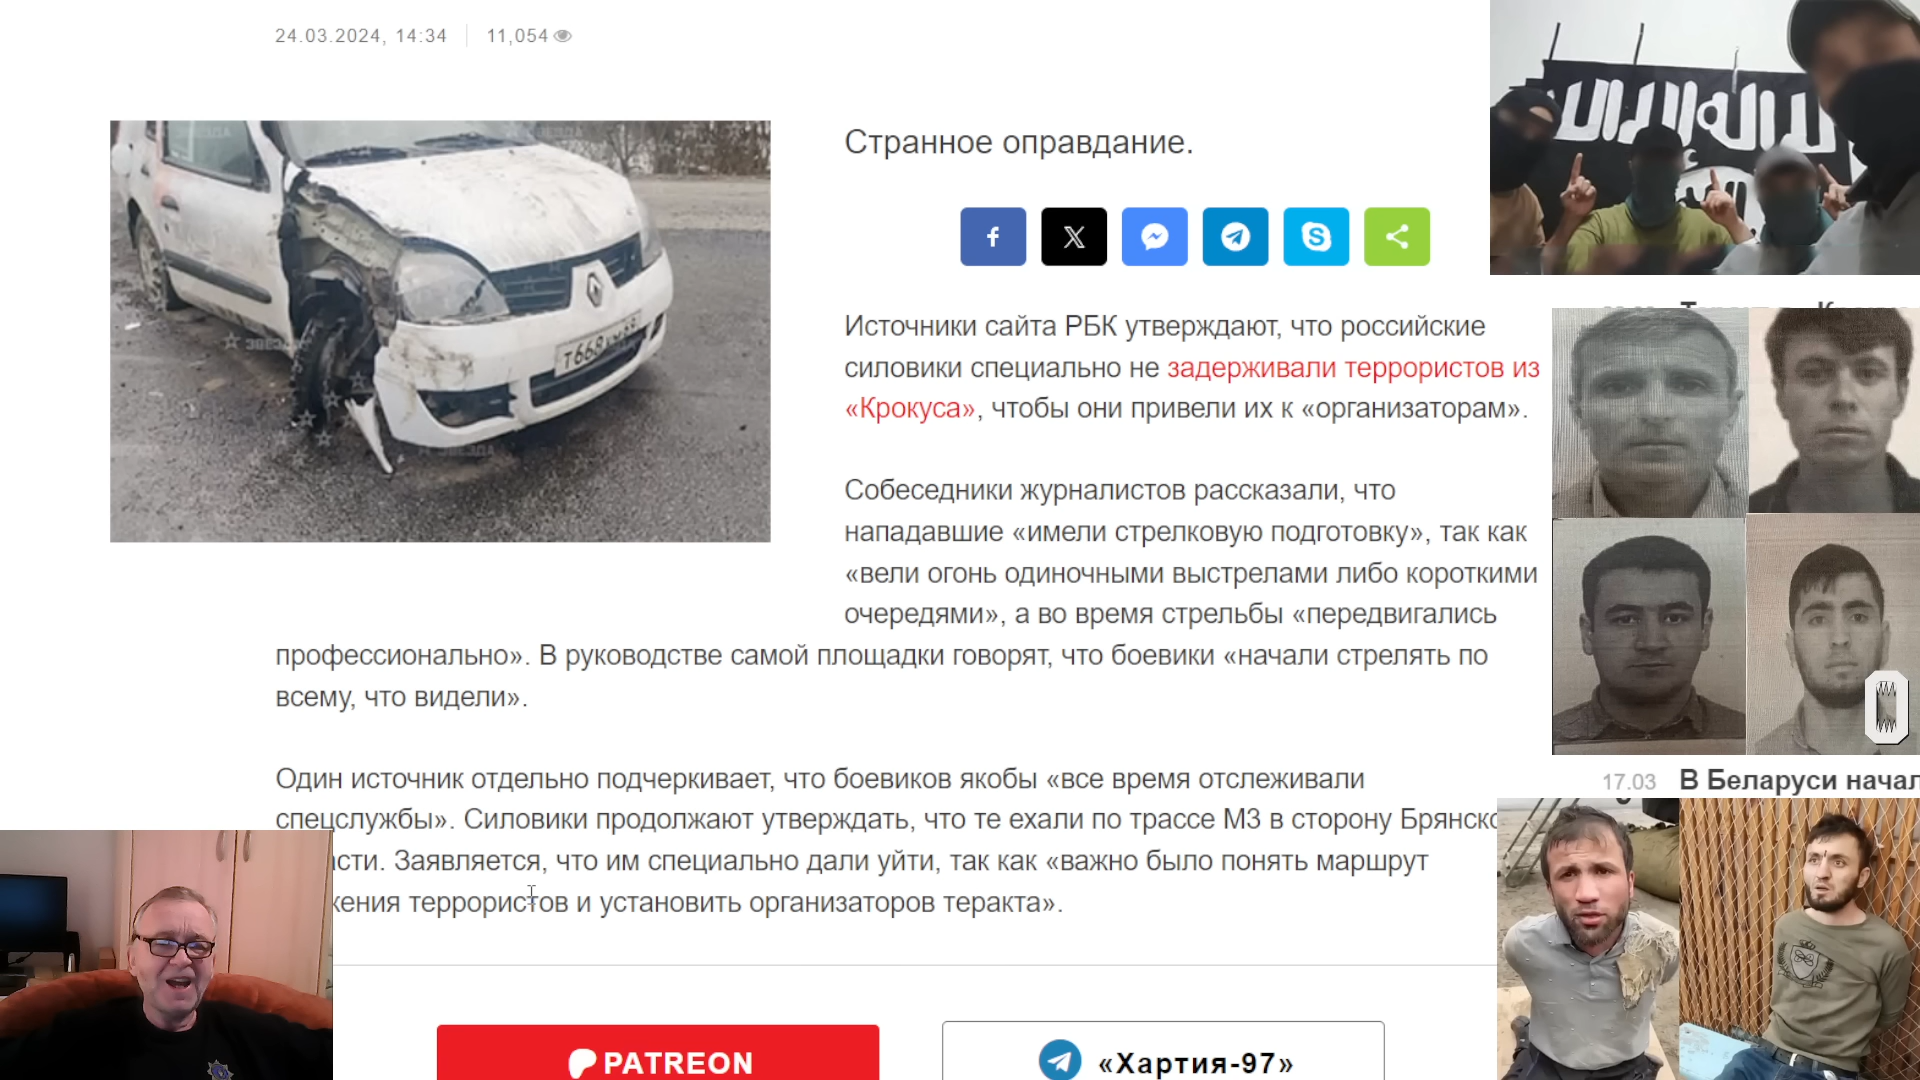 24.03.2024, 14:34 11,054
Странное оправдание.
Источники сайта РБК утверждают, что российские
силовики специально не задерживали террористов из
«Крокуса», чтобы они привели их к «организаторам».
Собеседники журналистов рассказали, что
нападавшие «имели стрелковую подготовку», так как
«вели огонь одиночными выстрелами либо короткими
очередями», а во время стрельбы «передвигались
профессионально». В руководстве самой площадки говорят, что боевики «начали стрелять по
всему, что видели».
Один источник отдельно подчеркивает, что боевиков якобы «все время отслеживали
спецслужбы». Силовики продолжают утверждать, что те ехали по трассе М3 в сторону Брянско
асти. Заявляется, что им специально дали уйти, так как «важно было понять маршрут
жения террористов и установить организаторов теракта».
17.03 В Беларуси начал
PATREON
«Хартия-97»
ЗВЕЗДА
ЗВЕЗДА